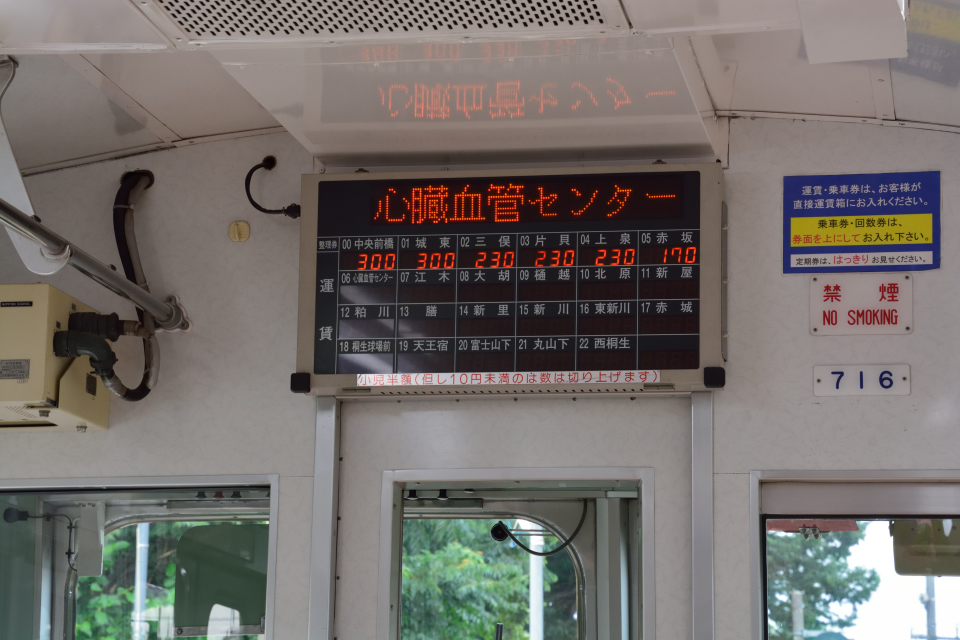 心臓血管センター
整理券
運賃
00 中央前橋 01 城東 02 三俣 03 片貝 04 上泉 05 赤坂
300 300 230 230 230 170
06 心臓血管センター 07 江木 08 大胡 09 樋越 10 北原 11 新屋
12 粕川 13 膳 14 新里 15 新川 16 東新川 17 赤城
18 桐生球場前 19 天王宿 20 富士山下 21 丸山下 22 西桐生
小児半額(但し10円未満のは数は切り上げます)
運賃・乗車券は、お客様が
直接運賃箱にお入れください。
乗車券・回数券は、
券面を上にしてお入れ下さい。
定期券は、はっきりお見せください。
禁煙
NO SMOKING
716